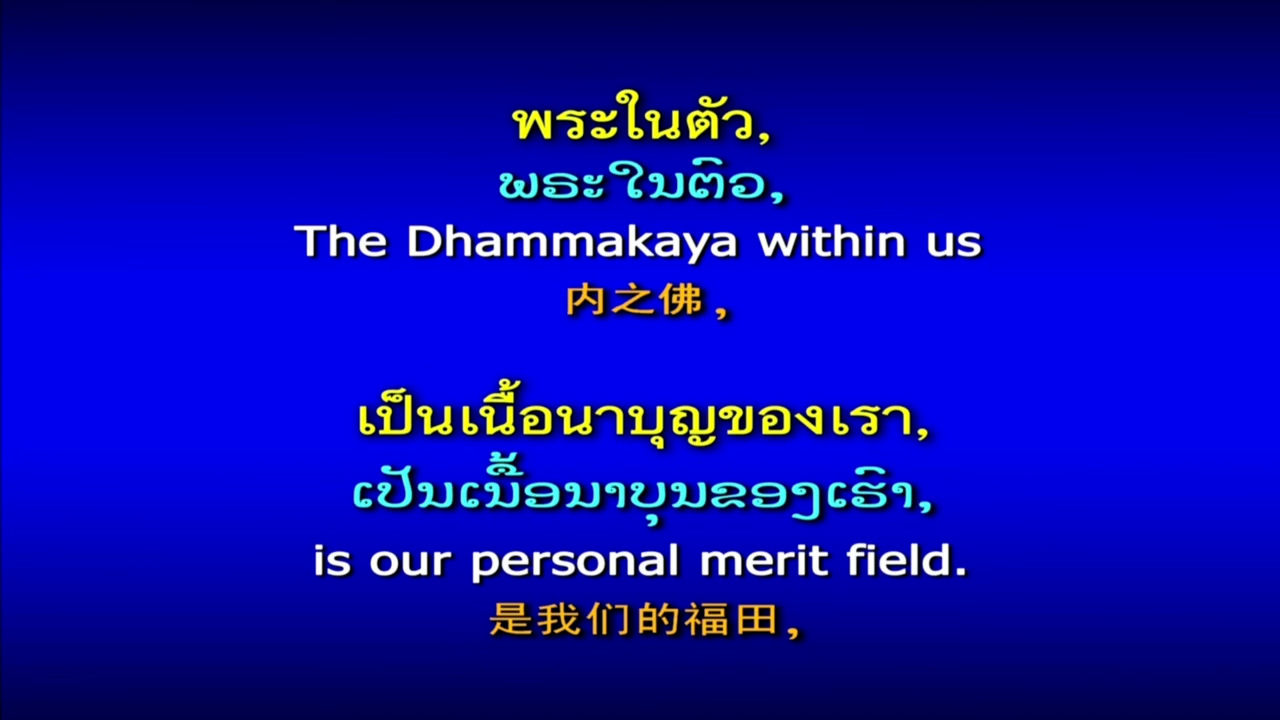 พระในตัว,
ພຣະໃນຕົວ,
The Dhammakaya within us
内之佛,
เป็นเนื้อนาบุญของเรา,
ເປັນເນື້ອນາບຸນຂອງເຮົາ,
is our personal merit field.
是我们的福田,